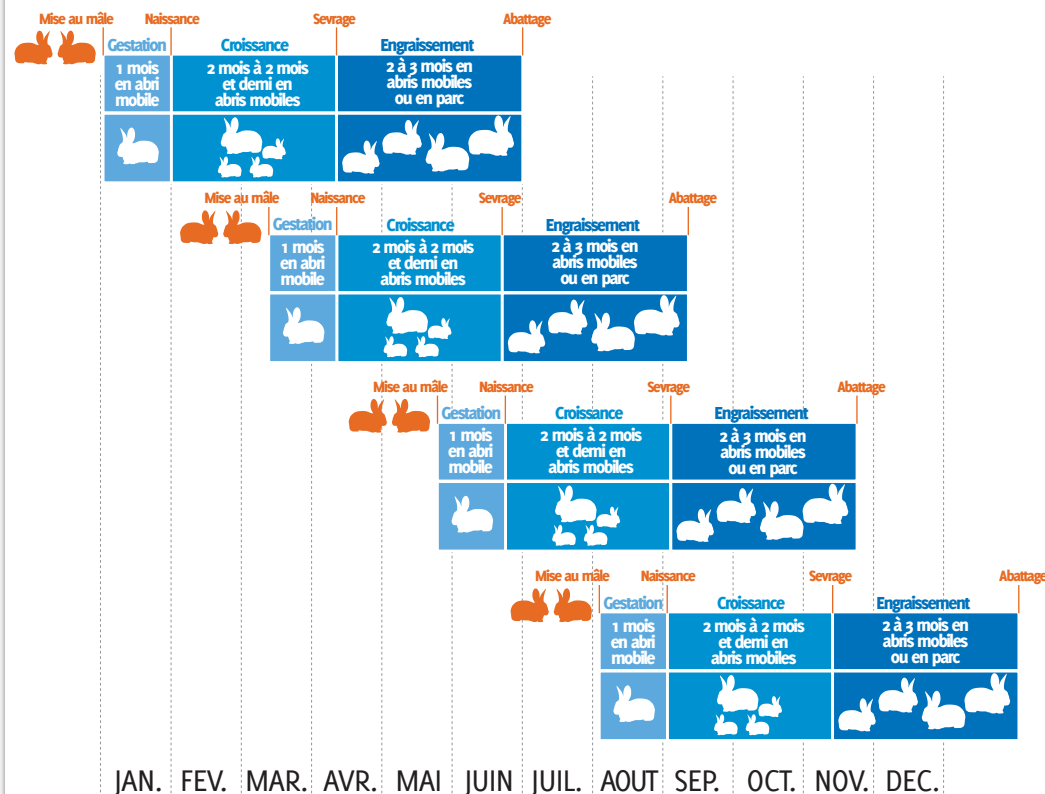 Mise au mâle Naissance Sevrage Abattage
Gestation Croissance Engraissement
1 mois
en abri
mobile
2 mois à 2 mois
et demi en
abris mobiles
2 à 3 mois en
abris mobiles
ou en parc
Mise au mâle Naissance Sevrage Abattage
Gestation Croissance Engraissement
1 mois
en abri
mobile
2 mois à 2 mois
et demi en
abris mobiles
2 à 3 mois en
abris mobiles
ou en parc
Mise au mâle Naissance Sevrage Abattage
Gestation Croissance Engraissement
1 mois
en abri
mobile
2 mois à 2 mois
et demi en
abris mobiles
2 à 3 mois en
abris mobiles
ou en parc
Mise au mâle Naissance Sevrage Abattage
Gestation Croissance Engraissement
1 mois
en abri
mobile
2 mois à 2 mois
et demi en
abris mobiles
2 à 3 mois en
abris mobiles
ou en parc
JAN. FEV. MAR. AVR. MAI JUIN JUIL. AOUT SEP. OCT. NOV. DEC.